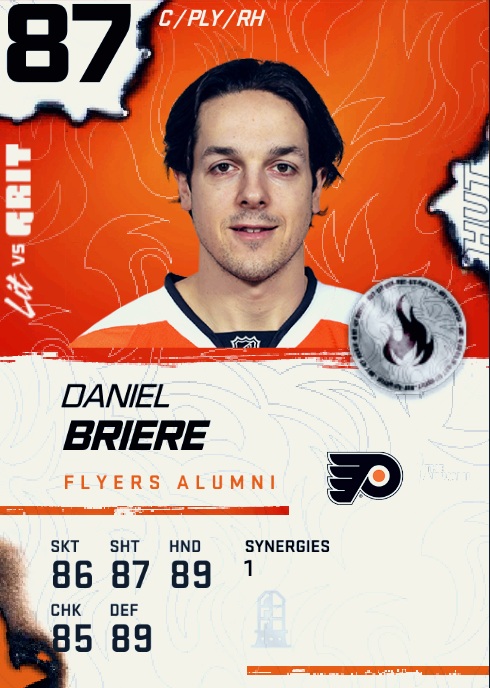 87
C / PLY / RH
Lit vs GRIT
HUT
DANIEL
BRIERE
FLYERS ALUMNI
SKT SHT HND SYNERGIES
86 87 89 1
CHK DEF
85 89